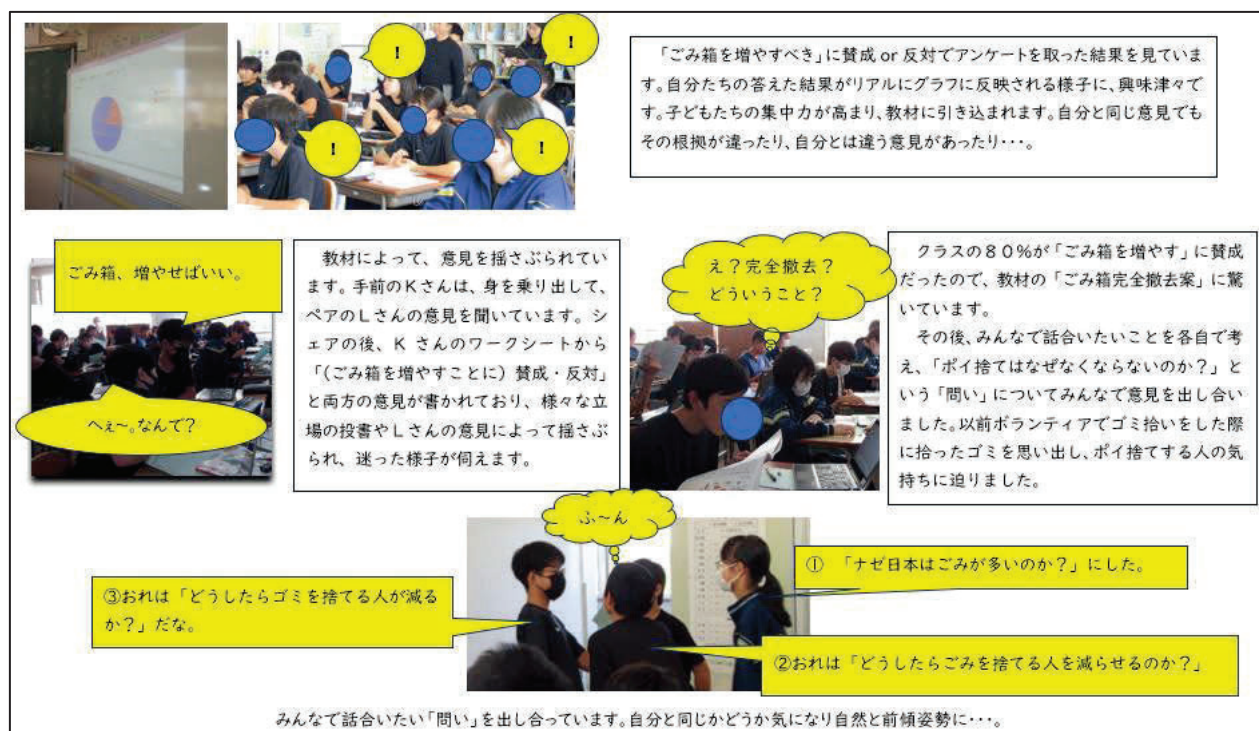 ！
！
！
！
「ごみ箱を増やすべき」に賛成 or 反対でアンケートを取った結果を見ていま
す。自分たちの答えた結果がリアルにグラフに反映される様子に、興味津々で
す。子どもたちの集中力が高まり、教材に引き込まれます。自分と同じ意見でも
その根拠が違ったり、自分とは違う意見があったり・・・。
ごみ箱、増やせばいい。
へぇ～。なんで？
教材によって、意見を揺さぶられてい
ます。手前のKさんは、身を乗り出して、
ペアのLさんの意見を聞いています。シ
ェアの後、K さんのワークシートから
「（ごみ箱を増やすことに）賛成・反対」
と両方の意見が書かれており、様々な立
場の投書やLさんの意見によって揺さぶ
られ、迷った様子が伺えます。
え？完全撤去？
どういうこと？
クラスの８０％が「ごみ箱を増やす」に賛成
だったので、教材の「ごみ箱完全撤去案」に驚
いています。
その後、みんなで話合いたいことを各自で考
え、「ポイ捨てはなぜなくならないのか？」と
いう「問い」についてみんなで意見を出し合い
ました。以前ボランティアでゴミ拾いをした際
に拾ったゴミを思い出し、ポイ捨てする人の気
持ちに迫りました。
ふ～ん
① 「ナゼ日本はごみが多いのか？」にした。
③おれは「どうしたらゴミを捨てる人が減る
か？」だな。
②おれは「どうしたらごみを捨てる人を減らせるのか？」
みんなで話合いたい「問い」を出し合っています。自分と同じかどうか気になり自然と前傾姿勢に・・・。